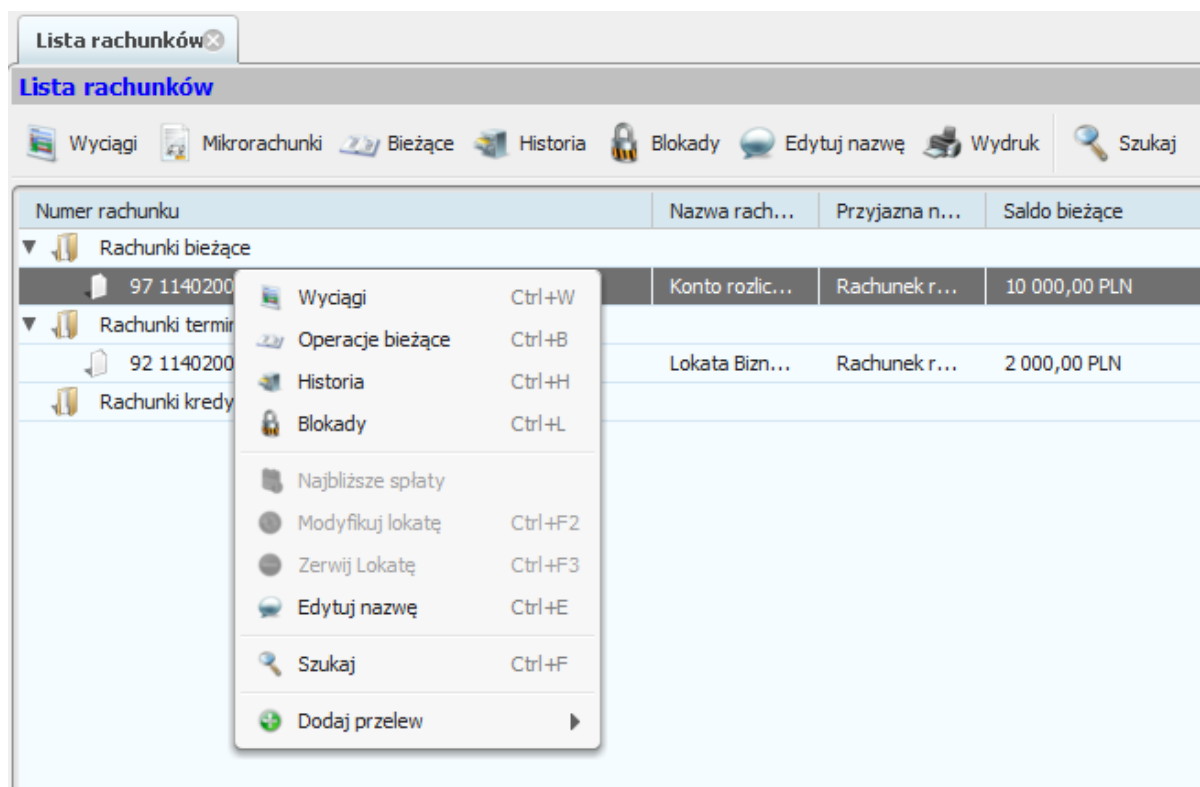 Lista rachunków
Lista rachunków
Wyciągi Mikrorachunki Bieżące Historia Blokady Edytuj nazwę Wydruk Szukaj
Numer rachunku Nazwa rach... Przyjazna n... Saldo bieżące
Rachunki bieżące
97 1140200 Konto rozlic... Rachunek r... 10 000,00 PLN
Rachunki termin
92 1140200 Lokata Bizn... Rachunek r... 2 000,00 PLN
Rachunki kredy
Wyciągi Ctrl+W
Operacje bieżące Ctrl+B
Historia Ctrl+H
Blokady Ctrl+L
Najbliższe spłaty
Modyfikuj lokatę Ctrl+F2
Zerwij Lokatę Ctrl+F3
Edytuj nazwę Ctrl+E
Szukaj Ctrl+F
Dodaj przelew